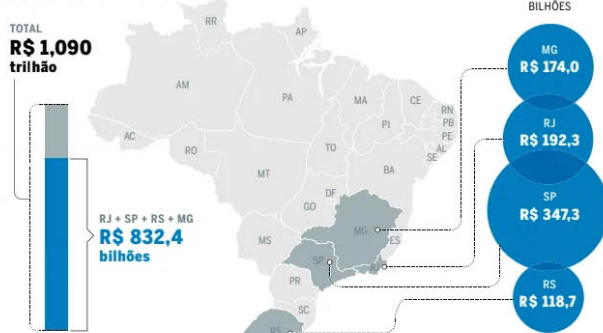 BILHÕES
TOTAL
R$ 1,090
trilhão
RJ + SP + RS + MG
R$ 832,4
bilhões
RR
AP
AM
PA
MA
CE
RN
PB
PE
AL
SE
PI
AC
RO
TO
MT
BA
DF
GO
MG
ES
MS
SP
RJ
PR
SC
RS
MG
R$ 174,0
RJ
R$ 192,3
SP
R$ 347,3
RS
R$ 118,7